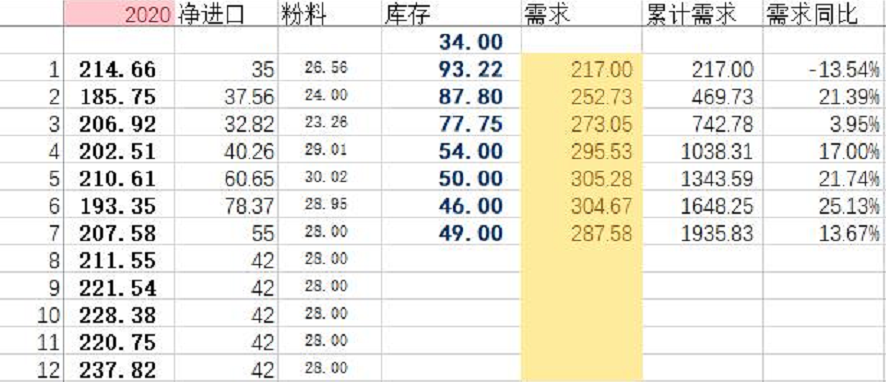 2020 净进口 粉料 库存 需求 累计需求 需求同比
34.00
1 214.66 35 26.56 93.22 217.00 217.00 -13.54%
2 185.75 37.56 24.00 87.80 252.73 469.73 21.39%
3 206.92 32.82 23.26 77.75 273.05 742.78 3.95%
4 202.51 40.26 29.01 54.00 295.53 1038.31 17.00%
5 210.61 60.65 30.02 50.00 305.28 1343.59 21.74%
6 193.35 78.37 28.95 46.00 304.67 1648.25 25.13%
7 207.58 55 28.00 49.00 287.58 1935.83 13.67%
8 211.55 42 28.00
9 221.54 42 28.00
10 228.38 42 28.00
11 220.75 42 28.00
12 237.82 42 28.00